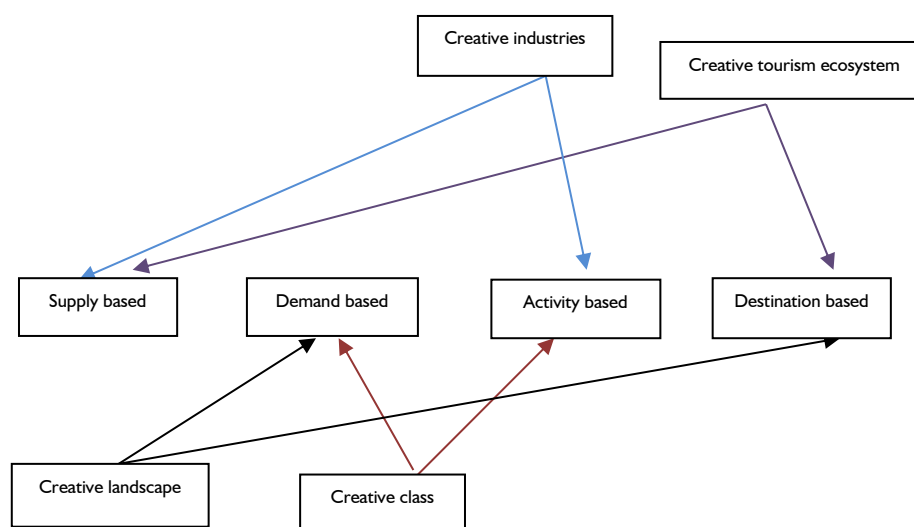 Creative industries
Creative tourism ecosystem
Supply based
Demand based
Activity based
Destination based
Creative landscape
Creative class